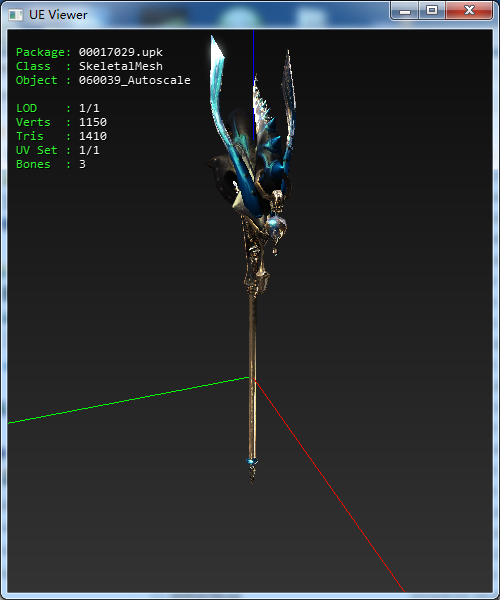 UE Viewer
Package: 00017029.upk
Class : SkeletalMesh
Object : 060039_Autoscale
LOD : 1/1
Verts : 1150
Tris : 1410
UV Set : 1/1
Bones : 3